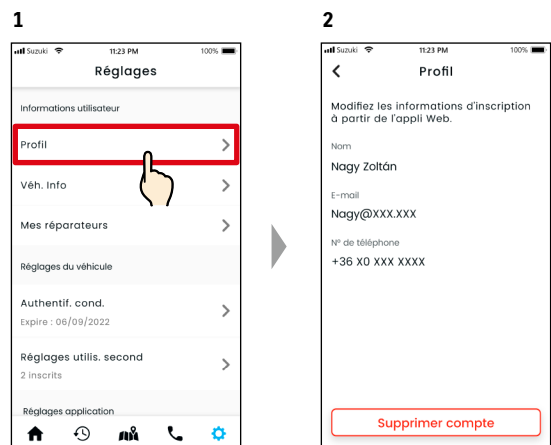 1
Suzuki 11:23 PM 100%
Réglages
Informations utilisateur
Profil
Véh. Info
Mes réparateurs
Réglages du véhicule
Authentif. cond.
Expire : 06/09/2022
Réglages utilis. second
2 inscrits
Réglages application
2
Suzuki 11:23 PM 100%
Profil
Modifiez les informations d'inscription
à partir de l'appli Web.
Nom
Nagy Zoltán
E-mail
Nagy@XXX.XXX
Nº de téléphone
+36 X0 XXX XXXX
Supprimer compte